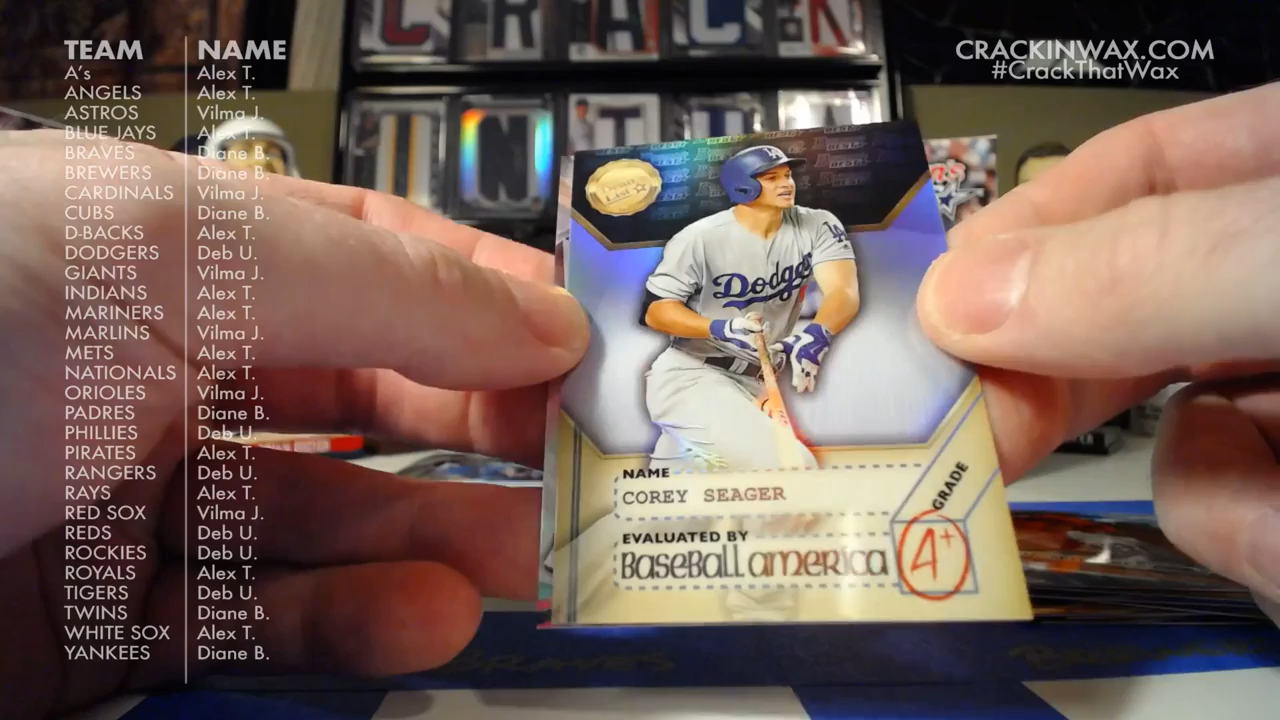 TEAM NAME
A's Alex T.
ANGELS Alex T.
ASTROS Vilma J.
BLUE JAYS Alex T.
BRAVES Diane B.
BREWERS Diane B.
CARDINALS Vilma J.
CUBS Diane B.
D-BACKS Alex T.
DODGERS Deb U.
GIANTS Vilma J.
INDIANS Alex T.
MARINERS Alex T.
MARLINS Vilma J.
METS Alex T.
NATIONALS Alex T.
ORIOLES Vilma J.
PADRES Diane B.
PHILLIES Deb U.
PIRATES Alex T.
RANGERS Deb U.
RAYS Alex T.
RED SOX Vilma J.
REDS Deb U.
ROCKIES Deb U.
ROYALS Alex T.
TIGERS Deb U.
TWINS Diane B.
WHITE SOX Alex T.
YANKEES Diane B.
CRACKINWAX.COM
#CrackThatWax
CRACK
IN
LA
Dodgers
NAME
COREY SEAGER
EVALUATED BY
Baseball america
GRADE
A+
BRAVES